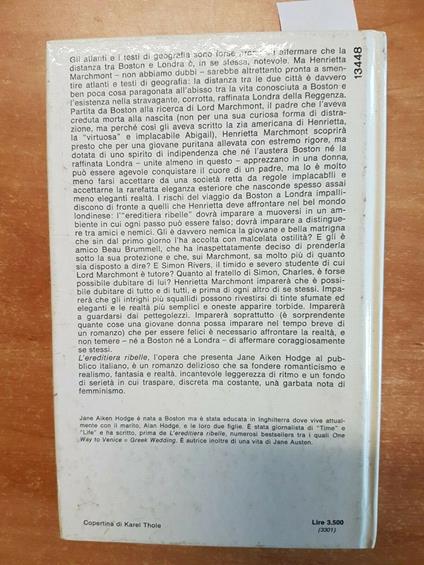 Gli atlanti e i testi di geografia sono forse pronti ad affermare che la
distanza tra Boston e Londra è, in se stessa, notevole. Ma Henrietta
Marchmont – non abbiamo dubbi – sarebbe altrettanto pronta a smen-
tire atlanti e testi di geografia: la distanza tra le due città è davvero
ben poca cosa paragonata all'abisso tra la vita conosciuta a Boston e
l'esistenza nella stravagante, corrotta, raffinata Londra della Reggenza.
Partita da Boston alla ricerca di Lord Marchmont, il padre che l'aveva
creduta morta alla nascita (non per una sua curiosa forma di distra-
zione, ma perché così gli aveva scritto la zia americana di Henrietta,
la "virtuosa" e implacabile Abigail), Henrietta Marchmont scoprirà
presto che per una giovane puritana allevata con estremo rigore, ma
dotata di uno spirito di indipendenza che né l'austera Boston né la
raffinata Londra – unite almeno in questo – apprezzano in una donna,
può essere agevole conquistare il cuore di un padre, ma lo è molto
meno farsi accettare da una società retta da regole implacabili e
accettarne la rarefatta eleganza esteriore che nasconde spesso assai
meno eleganti realtà. I rischi del viaggio da Boston a Londra impalli-
discono di fronte a quelli che Henrietta deve affrontare nel bel mondo
londinese: l'"ereditiera ribelle" dovrà imparare a muoversi in un am-
biente in cui ogni passo può essere falso; dovrà imparare a distingue-
re tra amici e nemici. Gli è davvero nemica la giovane e bella matrigna
che sin dal primo giorno l'ha accolta con malcelata ostilità? E gli è
amico Beau Brummell, che ha inaspettatamente deciso di prenderla
sotto la sua protezione e che, sui Marchmont, sa molto più di quanto
sia disposto a dire? E Simon Rivers, il timido e severo studente di cui
Lord Marchmont è tutore? Quanto al fratello di Simon, Charles, è forse
possibile dubitare di lui? Henrietta Marchmont imparerà che è possi-
bile dubitare di tutto e di tutti, e prima di ogni altro di se stessi. Impa-
rerà che gli intrighi più squallidi possono rivestirsi di tinte sfumate ed
eleganti e le realtà più semplici e oneste apparire torbide. Imparerà
a guardarsi dai pettegolezzi. Imparerà soprattutto (è sorprendente
quante cose una giovane donna possa imparare nel tempo breve di
un romanzo) che per essere felici è necessario affrontare la realtà, e
non temere – né a Boston né a Londra – di affermare coraggiosamente
se stessi.
L'ereditiera ribelle, l'opera che presenta Jane Aiken Hodge al pub-
blico italiano, è un romanzo delizioso che sa fondere romanticismo e
realismo, fantasia e realtà, incantevole leggerezza di ritmo e un fondo
di serietà in cui traspare, discreta ma costante, una garbata nota di
femminismo.
Jane Aiken Hodge è nata a Boston ma è stata educata in Inghilterra dove vive attual-
mente con il marito, Alan Hodge, e le loro due figlie. È stata giornalista di "Time" e
"Life" e ha scritto, prima de L'ereditiera ribelle, numerosi bestsellers tra i quali One
Way to Venice e Greek Wedding. È autrice inoltre di una vita di Jane Austen.
Copertina di Karel Thole
Lire 3.500
(3301)
13448